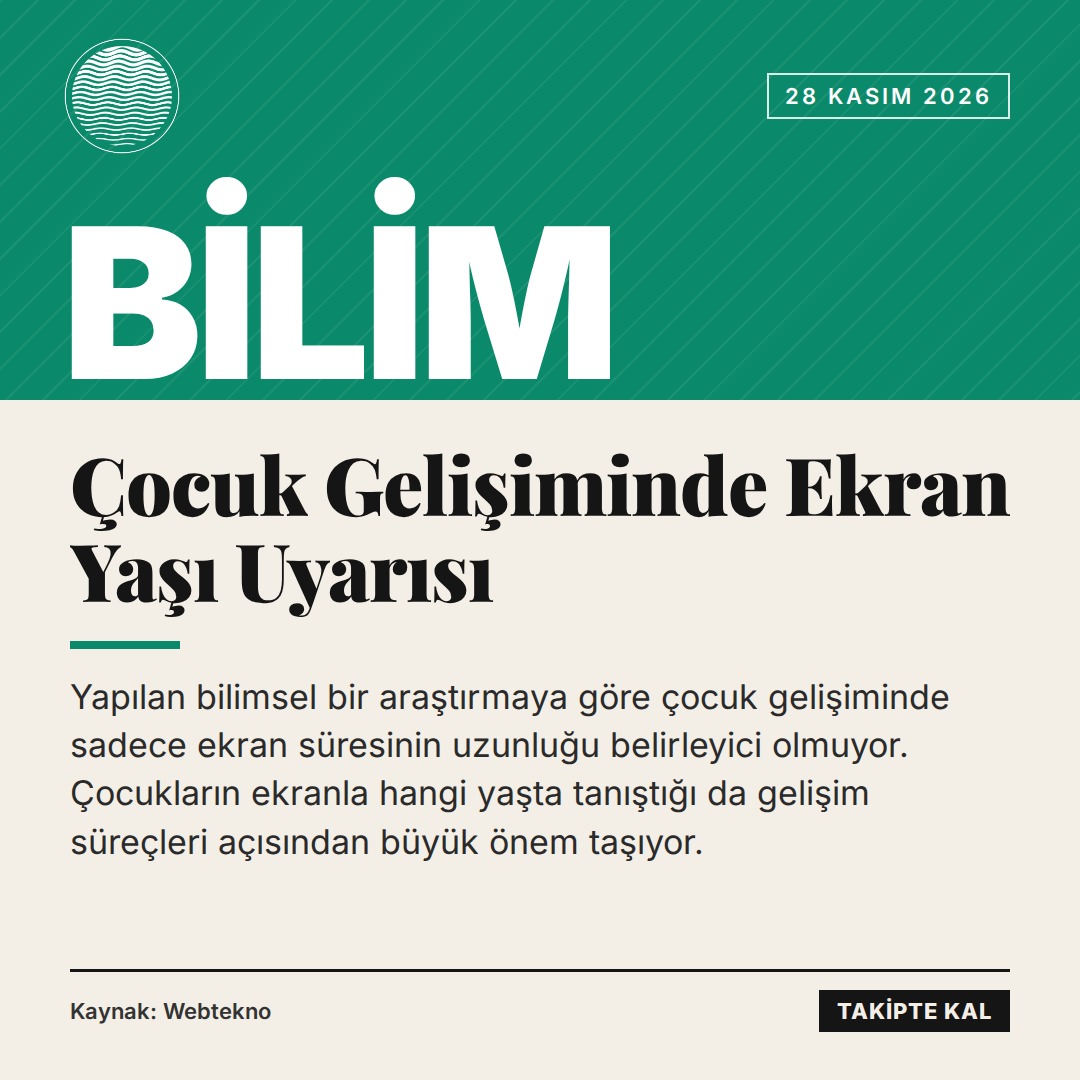 28 KASIM 2026
BİLİM
Çocuk Gelişiminde Ekran
Yaşı Uyarısı
Yapılan bilimsel bir araştırmaya göre çocuk gelişiminde
sadece ekran süresinin uzunluğu belirleyici olmuyor.
Çocukların ekranla hangi yaşta tanıştığı da gelişim
süreçleri açısından büyük önem taşıyor.
Kaynak: Webtekno
TAKİPTE KAL